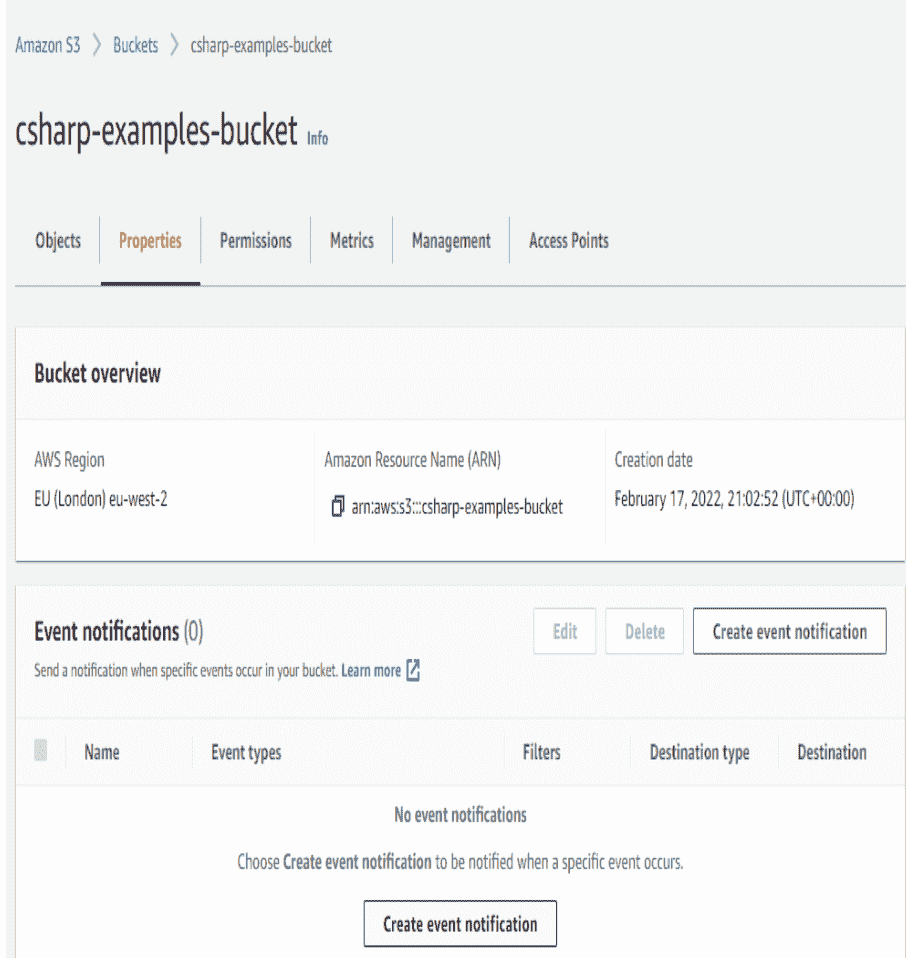 Amazon S3 > Buckets > csharp-examples-bucket
csharp-examples-bucket Info
Objects Properties Permissions Metrics Management Access Points
Bucket overview
AWS Region Amazon Resource Name (ARN) Creation date
EU (London) eu-west-2 arn:aws:s3:::csharp-examples-bucket February 17, 2022, 21:02:52 (UTC+00:00)
Event notifications (0) Edit Delete Create event notification
Send a notification when specific events occur in your bucket. Learn more
Name Event types Filters Destination type Destination
No event notifications
Choose Create event notification to be notified when a specific event occurs.
Create event notification